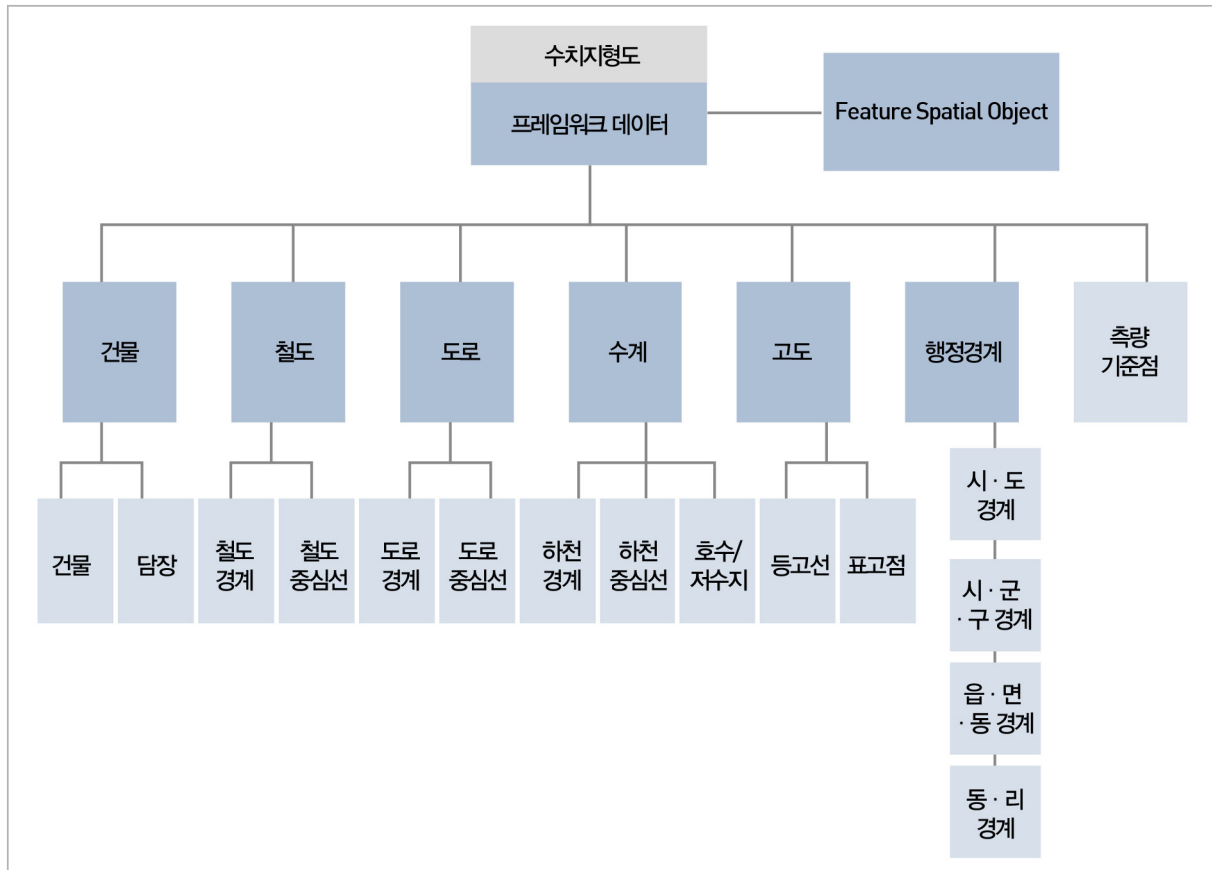 수치지형도
프레임워크 데이터
Feature Spatial Object
건물
철도
도로
수계
고도
행정경계
측량
기준점
건물
담장
철도
경계
철도
중심선
도로
경계
도로
중심선
하천
경계
하천
중심선
호수/
저수지
등고선
표고점
시 · 도
경계
시 · 군
· 구 경계
읍 · 면
· 동 경계
동 · 리
경계